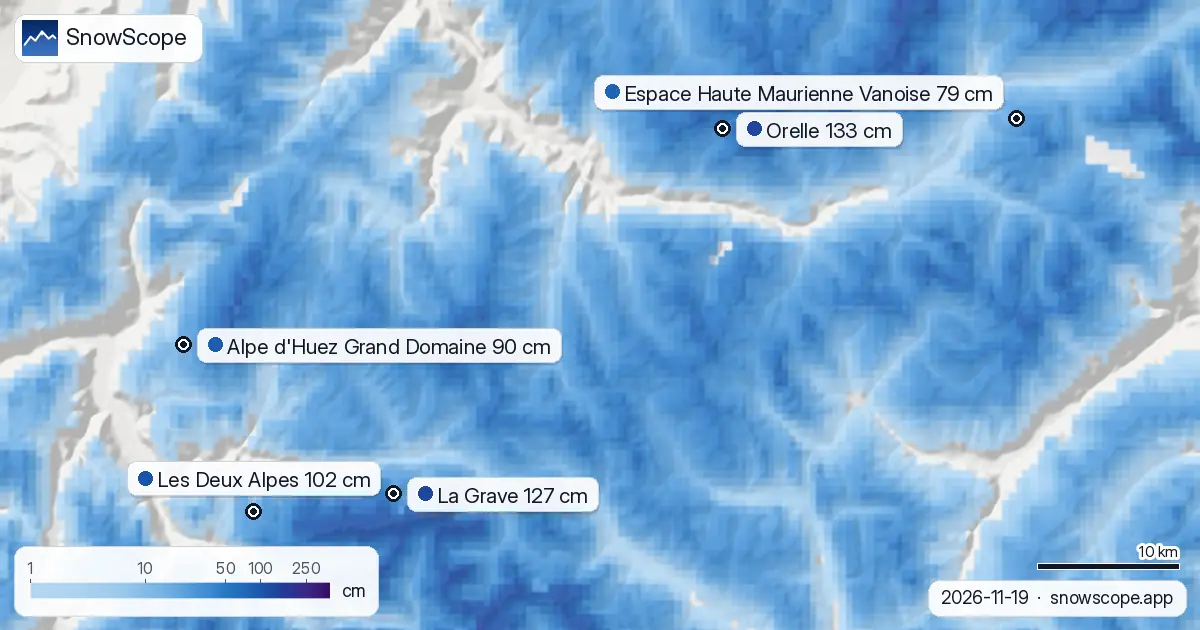 SnowScope
Espace Haute Maurienne Vanoise 79 cm
Orelle 133 cm
Alpe d'Huez Grand Domaine 90 cm
Les Deux Alpes 102 cm
La Grave 127 cm
1 10 50 100 250
cm
10 km
2026-11-19 · snowscope.app